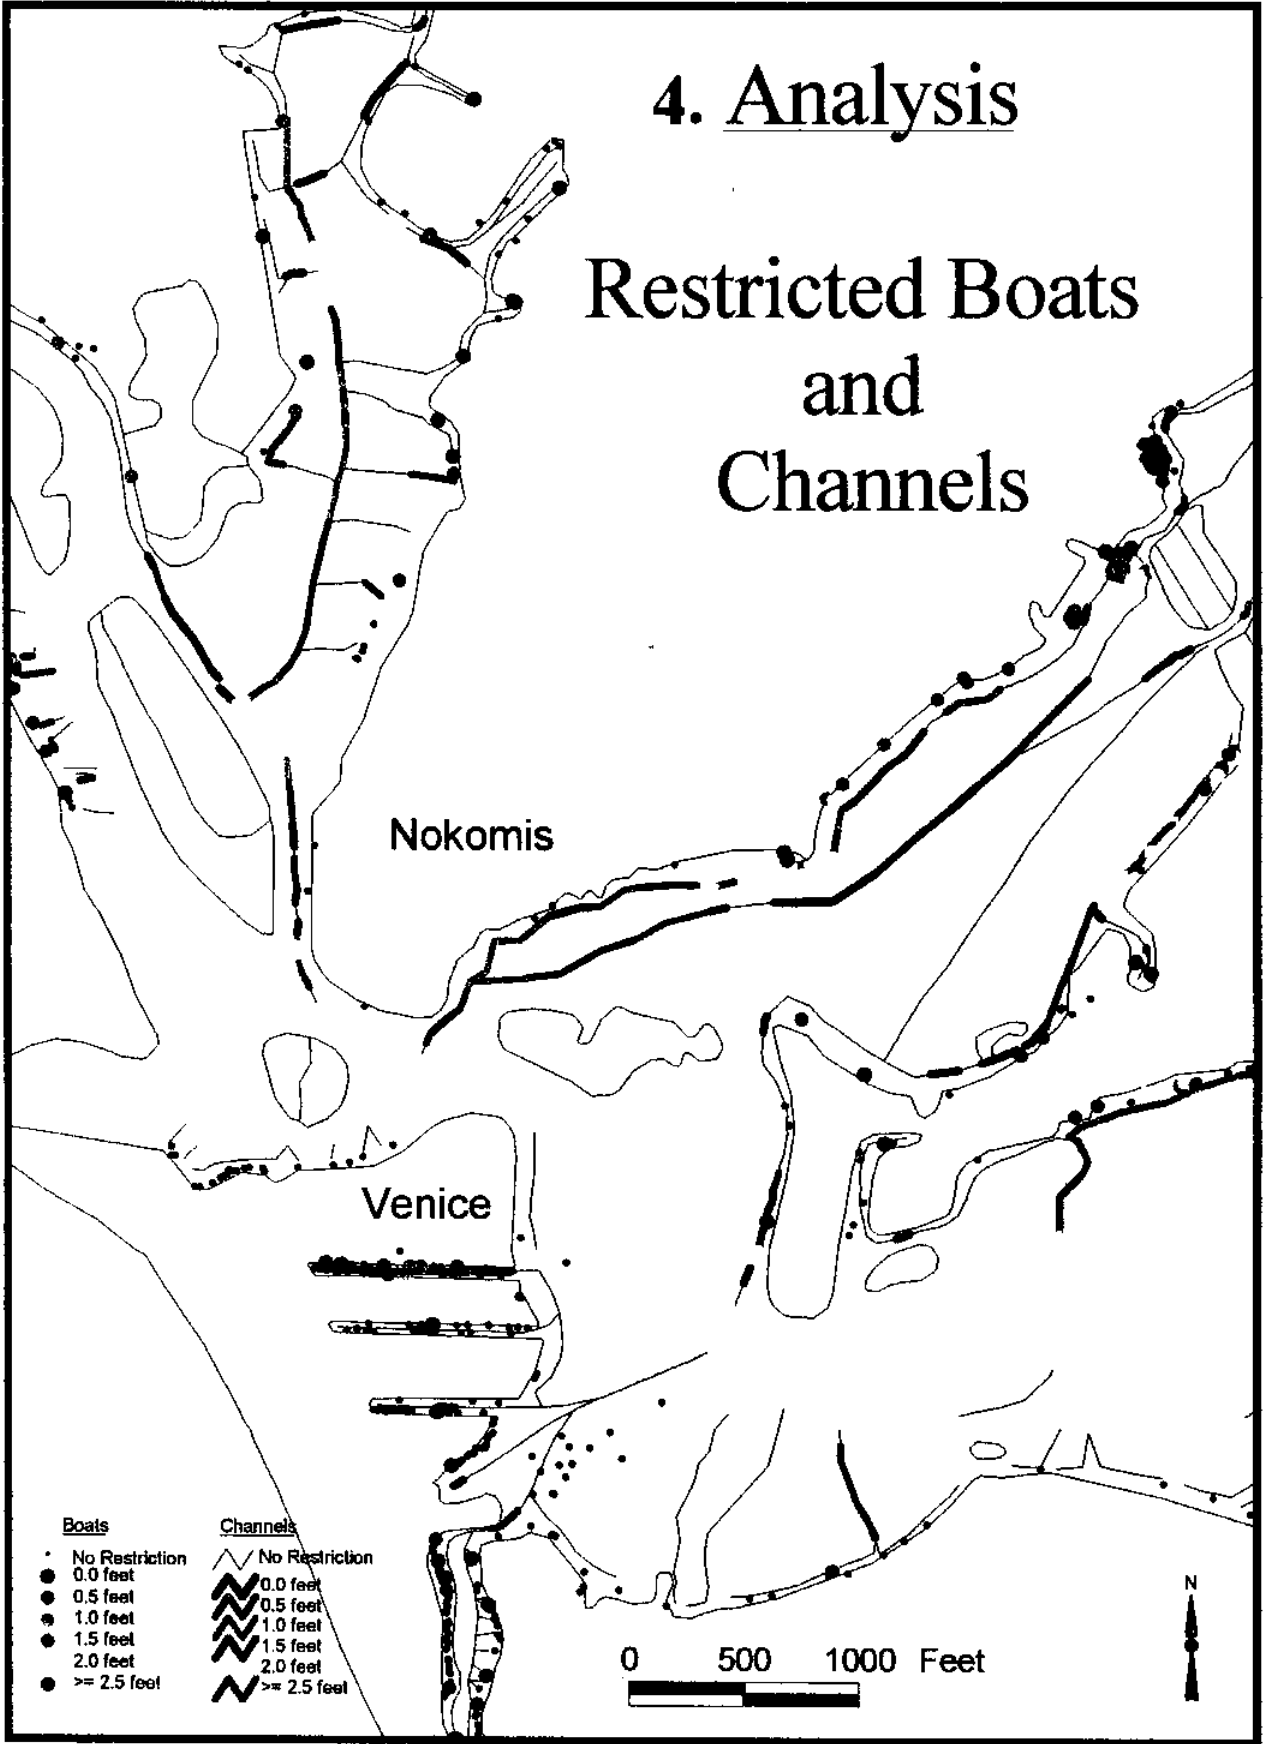 4. Analysis
Restricted Boats
and
Channels
Nokomis
Venice
Boats
No Restriction
0.0 feet
0.5 feet
1.0 feet
1.5 feet
2.0 feet
>= 2.5 feet
Channels
No Restriction
0.0 feet
0.5 feet
1.0 feet
1.5 feet
2.0 feet
>= 2.5 feet
0 500 1000 Feet
N